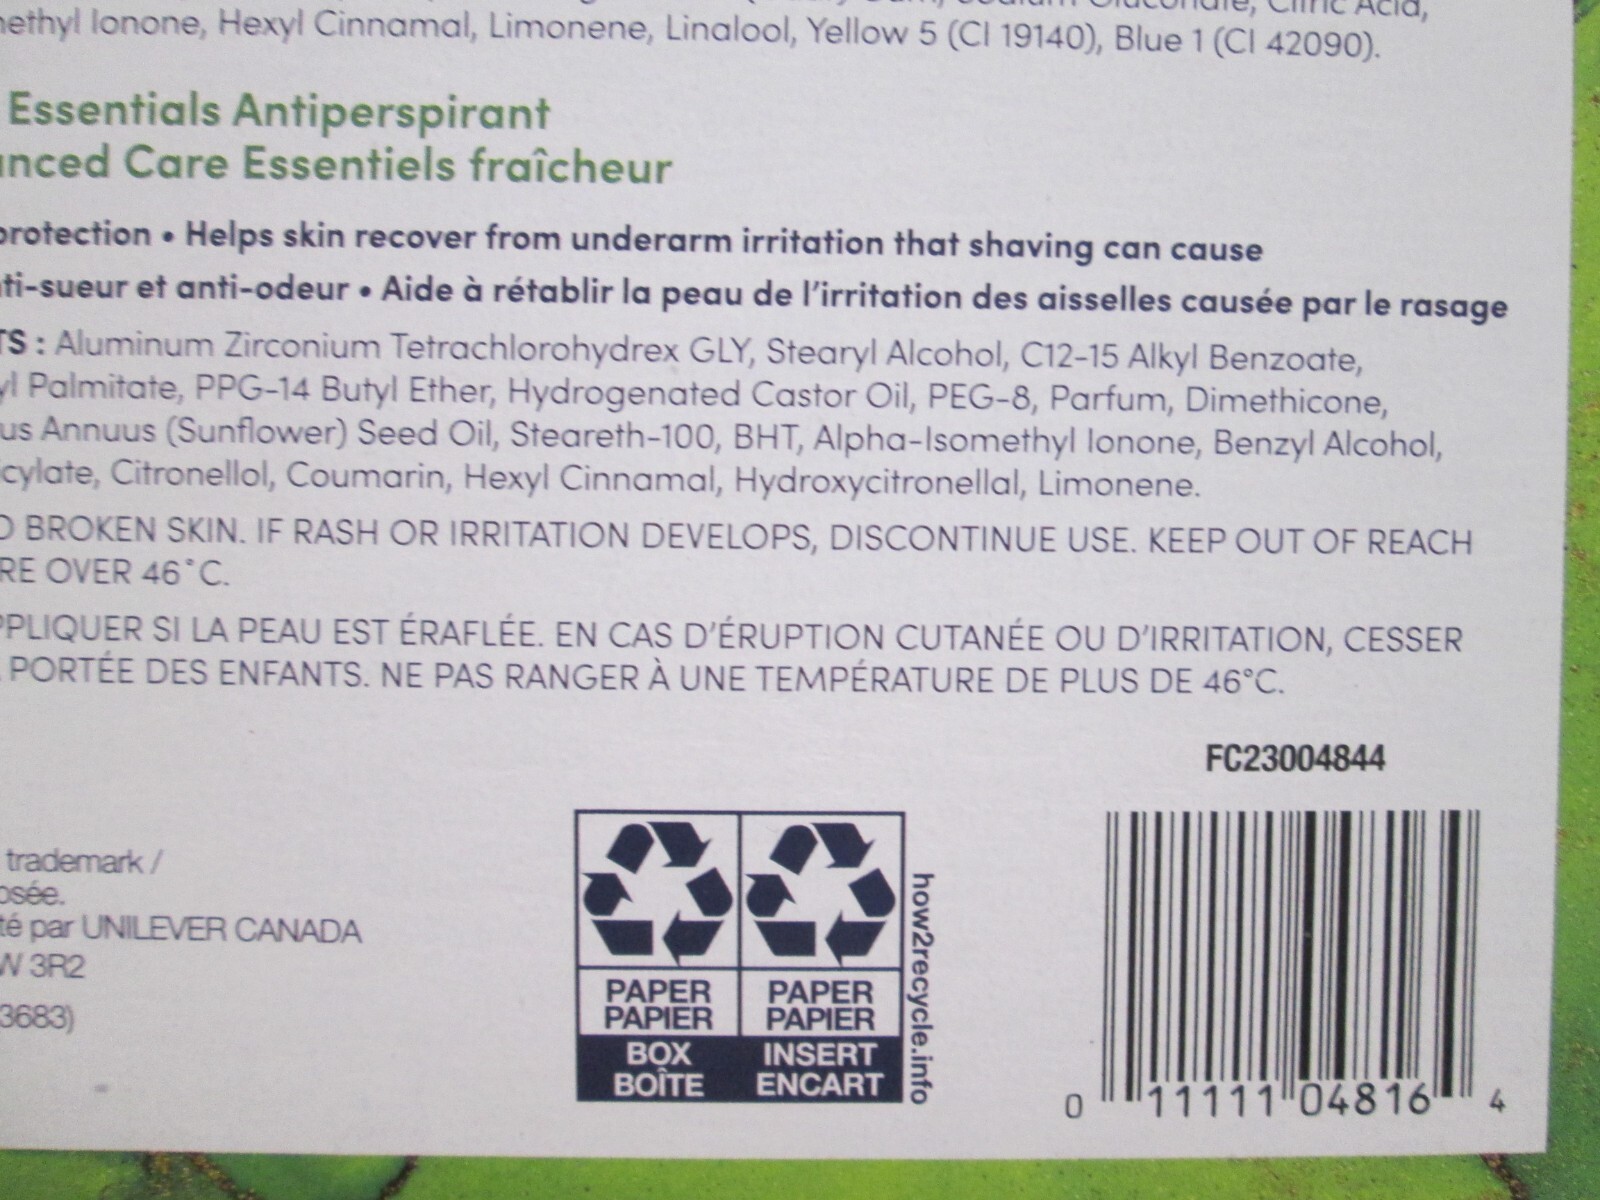 methyl Ionone, Hexyl Cinnamal, Limonene, Linalool, Yellow 5 (CI 19140), Blue 1 (CI 42090).
Essentials Antiperspirant
anced Care Essentiels fraîcheur
protection • Helps skin recover from underarm irritation that shaving can cause
ti-sueur et anti-odeur • Aide à rétablir la peau de l'irritation des aisselles causée par le rasage
TS : Aluminum Zirconium Tetrachlorohydrex GLY, Stearyl Alcohol, C12-15 Alkyl Benzoate,
yl Palmitate, PPG-14 Butyl Ether, Hydrogenated Castor Oil, PEG-8, Parfum, Dimethicone,
us Annuus (Sunflower) Seed Oil, Steareth-100, BHT, Alpha-Isomethyl Ionone, Benzyl Alcohol,
icylate, Citronellol, Coumarin, Hexyl Cinnamal, Hydroxycitronellal, Limonene.
BROKEN SKIN. IF RASH OR IRRITATION DEVELOPS, DISCONTINUE USE. KEEP OUT OF REACH
RE OVER 46°C.
PPLIQUER SI LA PEAU EST ÉRAFLÉE. EN CAS D'ÉRUPTION CUTANÉE OU D'IRRITATION, CESSER
PORTÉE DES ENFANTS. NE PAS RANGER À UNE TEMPÉRATURE DE PLUS DE 46°C.
FC23004844
trademark /
osée.
té par UNILEVER CANADA
W 3R2
3683)
PAPER PAPER
PAPIER PAPIER
BOX INSERT
BOÎTE ENCART
how2recycle.info
0 11111 04816 4